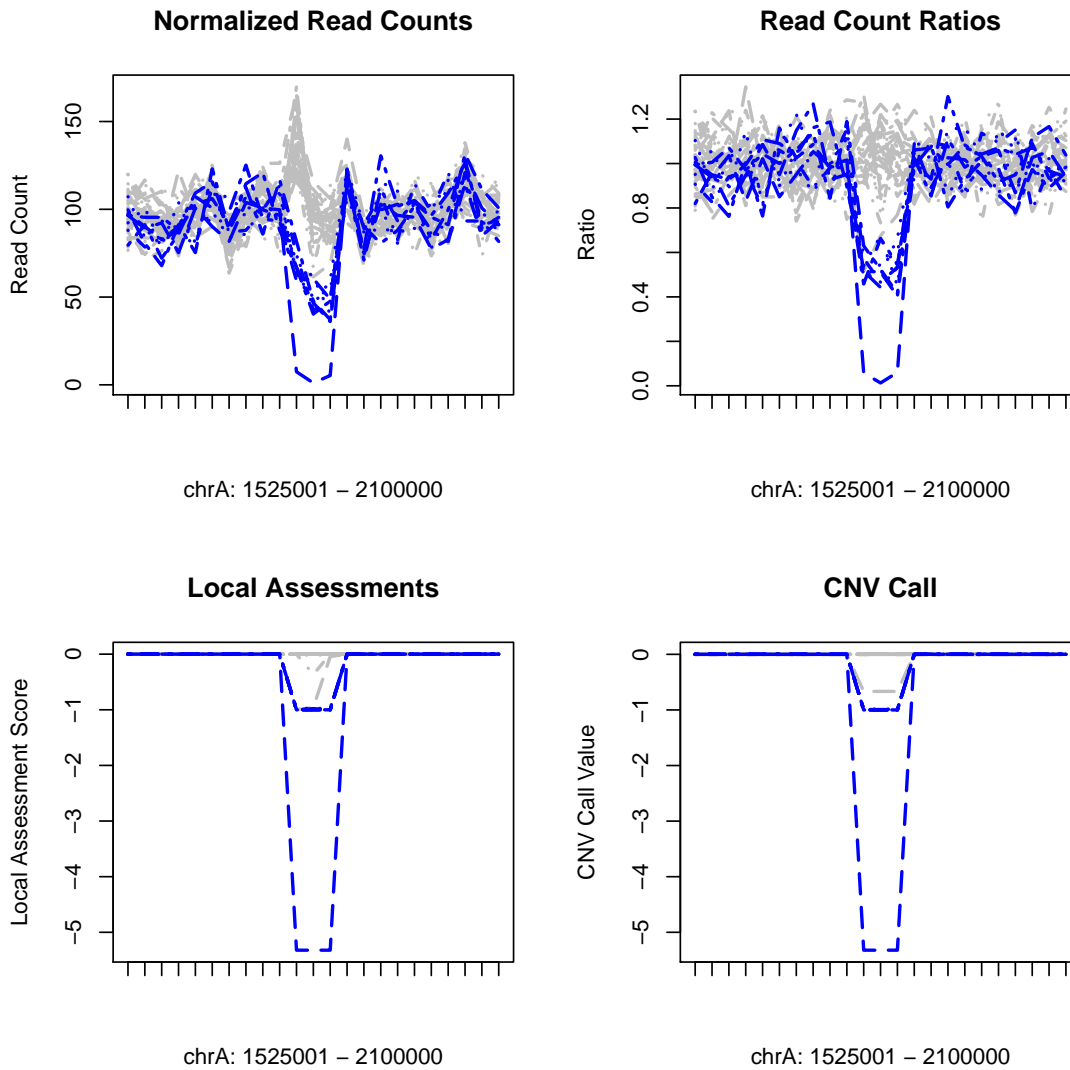 Normalized Read Counts
Read Count
150
100
50
0
chrA: 1525001 − 2100000
Read Count Ratios
Ratio
1.2
0.8
0.4
0.0
chrA: 1525001 − 2100000
Local Assessments
Local Assessment Score
0
−1
−2
−3
−4
−5
chrA: 1525001 − 2100000
CNV Call
CNV Call Value
0
−1
−2
−3
−4
−5
chrA: 1525001 − 2100000